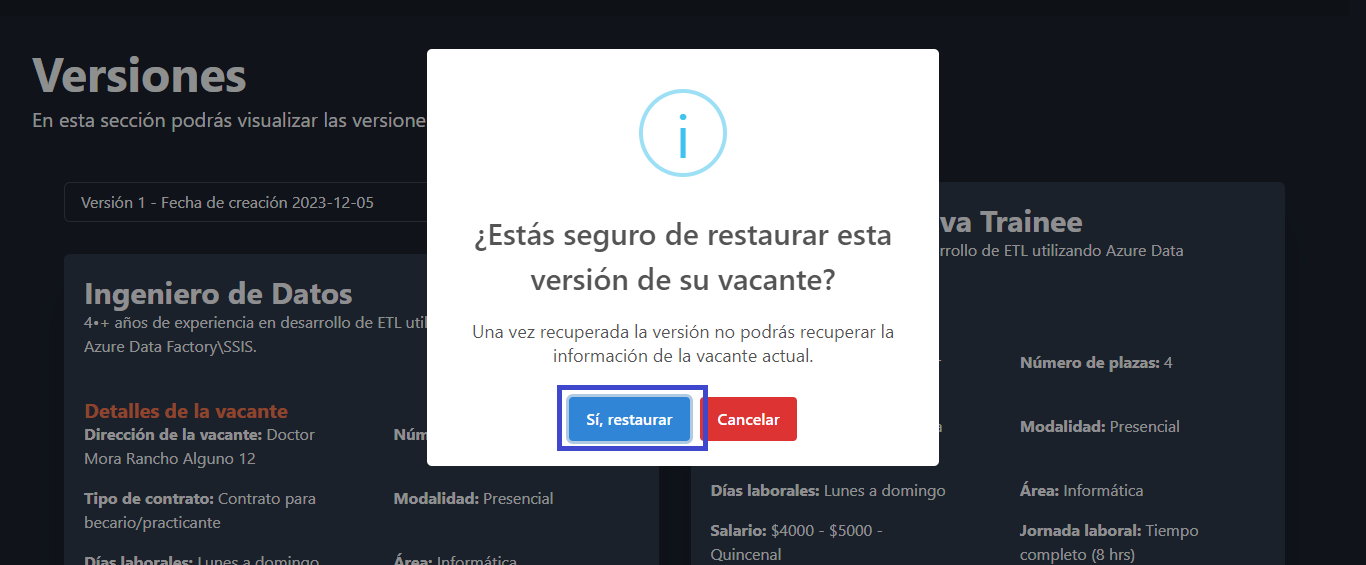 Versiones
En esta sección podrás visualizar las versione
Versión 1 - Fecha de creación 2023-12-05
Ingeniero de Datos
4•+ años de experiencia en desarrollo de ETL
Azure Data Factory\SSIS.
Detalles de la vacante
Dirección de la vacante: Doctor
Mora Rancho Alguno 12
Tipo de contrato: Contrato para
becario/practicante
Modalidad: Presencial
Días laborales: Lunes a domingo
Área: Informática
i
¿Estás seguro de restaurar esta
versión de su vacante?
Una vez recuperada la versión no podrás recuperar la
información de la vacante actual.
Sí, restaurar
Cancelar
va Trainee
rrollo de ETL utilizando Azure Data
Número de plazas: 4
Modalidad: Presencial
Días laborales: Lunes a domingo
Área: Informática
Salario: $4000 - $5000 -
Quincenal
Jornada laboral: Tiempo
completo (8 hrs)